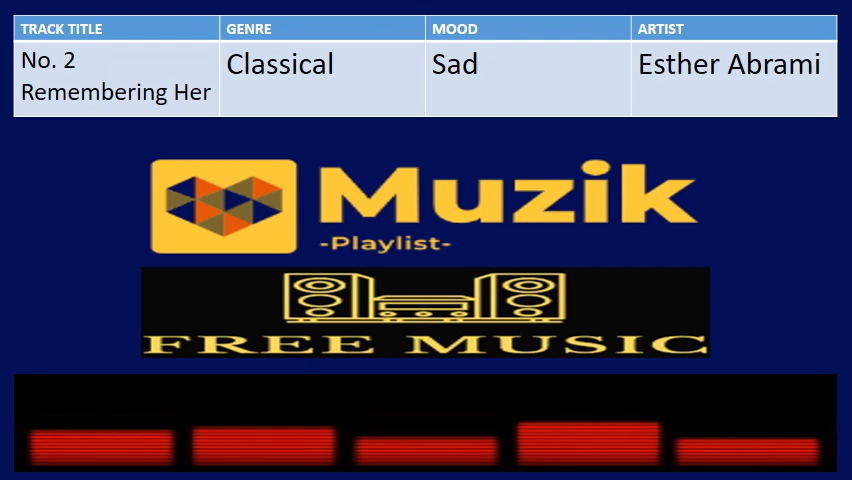 TRACK TITLE GENRE MOOD ARTIST
No. 2 Classical Sad Esther Abrami
Remembering Her
Muzik
-Playlist-
FREE MUSIC